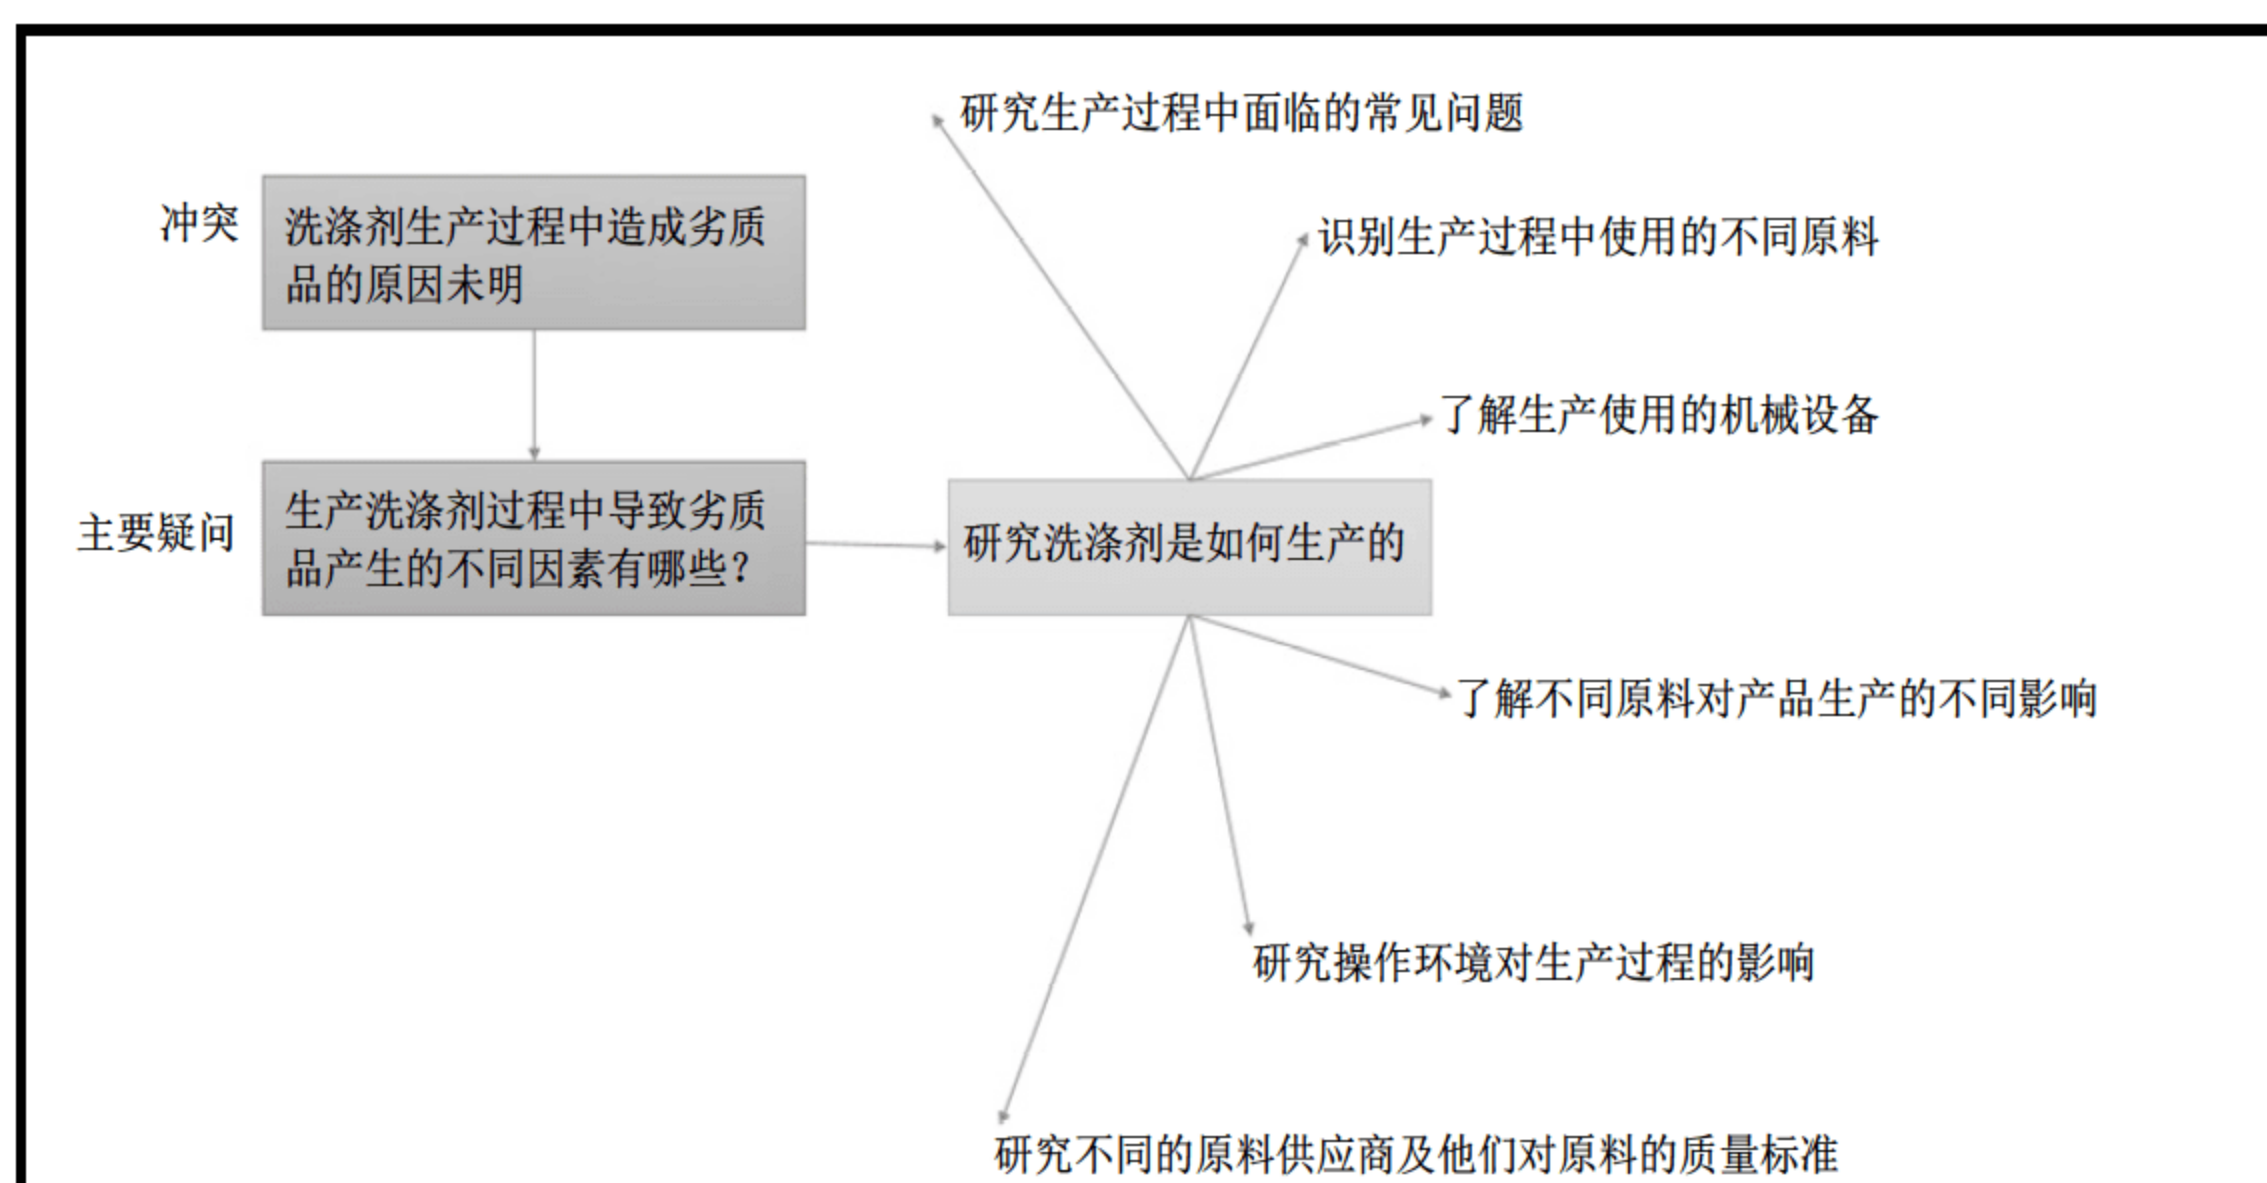 研究生产过程中面临的常见问题
冲突
洗涤剂生产过程中造成劣质
品的原因未明
识别生产过程中使用的不同原料
了解生产使用的机械设备
主要疑问
生产洗涤剂过程中导致劣质
品产生的不同因素有哪些？
研究洗涤剂是如何生产的
了解不同原料对产品生产的不同影响
研究操作环境对生产过程的影响
研究不同的原料供应商及他们对原料的质量标准